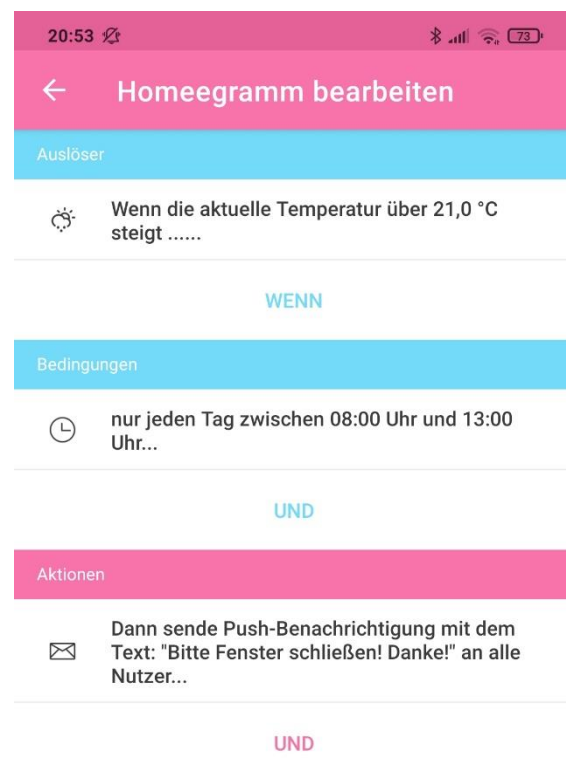 20:53
73
Homeegramm bearbeiten
Auslöser
Wenn die aktuelle Temperatur über 21,0 °C
steigt ......
WENN
Bedingungen
nur jeden Tag zwischen 08:00 Uhr und 13:00
Uhr...
UND
Aktionen
Dann sende Push-Benachrichtigung mit dem
Text: "Bitte Fenster schließen! Danke!" an alle
Nutzer...
UND